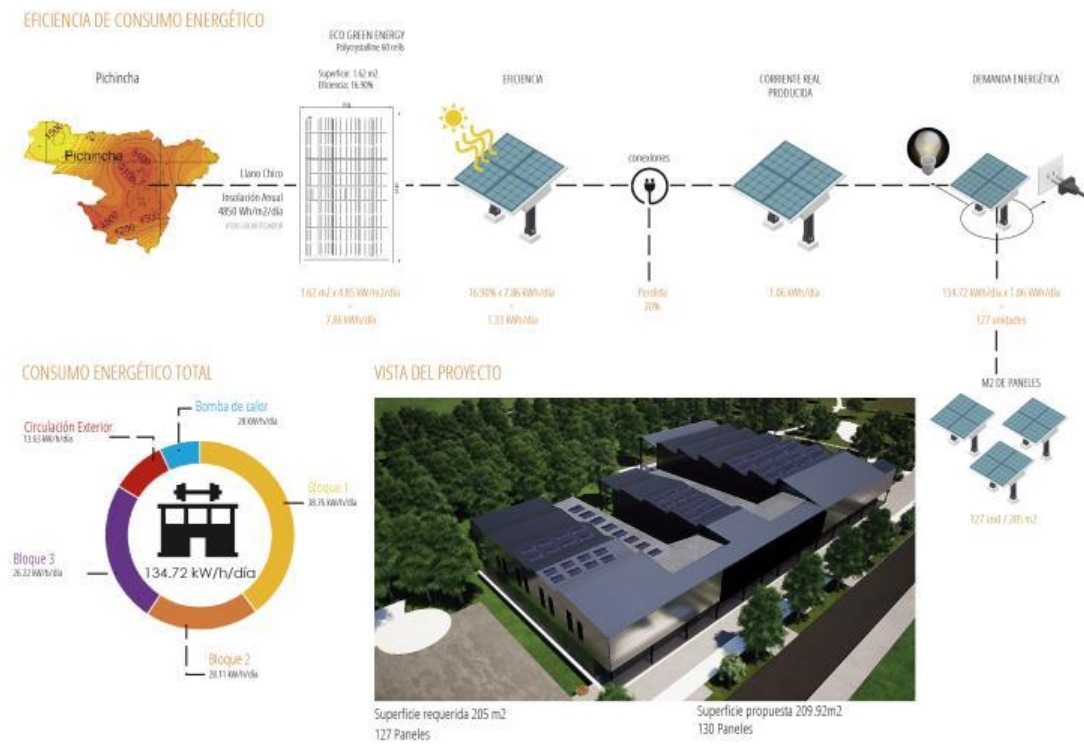 EFICIENCIA DE CONSUMO ENERGÉTICO
Pichincha
Pichincha
Llano Chico
Insolación Anual
4850 Wh/m2/día
ECO GREEN ENERGY
Polycrystalline 60 cells
Superficie: 1.62 m2
Eficiencia: 16.90%
1.62 m2 x 4.85 kW/m2/día
=
7.86 kWh/día
EFICIENCIA
16.90% x 7.86 kWh/día
=
1.33 kWh/día
conexiones
Perdida
20%
CORRIENTE REAL
PRODUCIDA
1.06 kWh/día
DEMANDA ENERGÉTICA
134.72 kWh/día x 1.06 kWh/día
=
127 unidades
M2 DE PANELES
127 und / 205 m2
CONSUMO ENERGÉTICO TOTAL
Bomba de calor
28 kW/h/día
Circulación Exterior
13.63 kW/h/día
Bloque 1
38.76 kW/h/día
Bloque 3
26.22 kW/h/día
134.72 kW/h/día
Bloque 2
28.11 kW/h/día
VISTA DEL PROYECTO
Superficie requerida 205 m2
127 Paneles
Superficie propuesta 209.92m2
130 Paneles